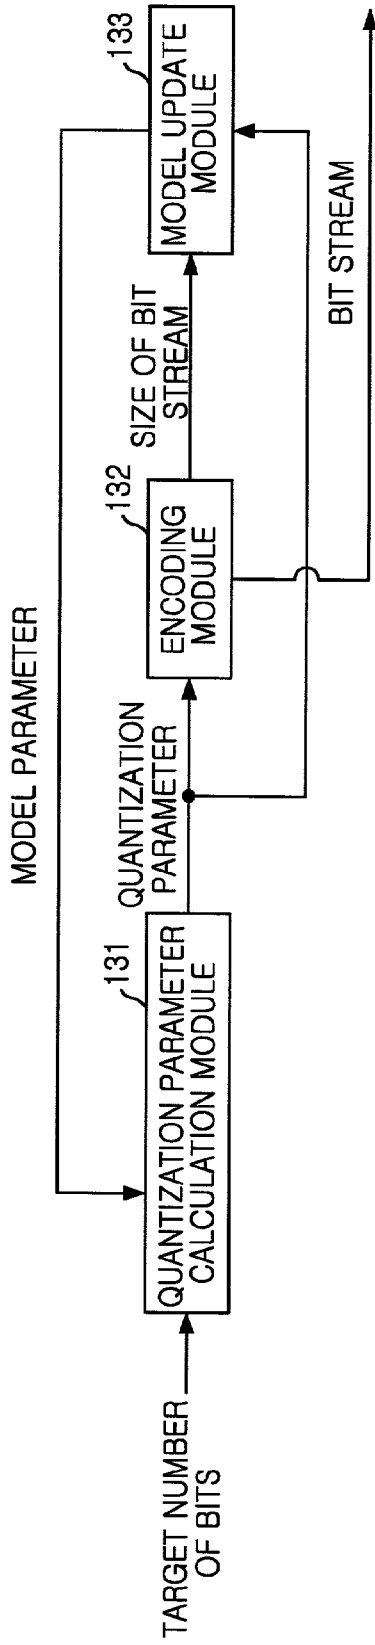 MODEL PARAMETER
TARGET NUMBER
OF BITS
131
QUANTIZATION PARAMETER
CALCULATION MODULE
QUANTIZATION
PARAMETER
132
ENCODING
MODULE
SIZE OF BIT
STREAM
133
MODEL UPDATE
MODULE
BIT STREAM